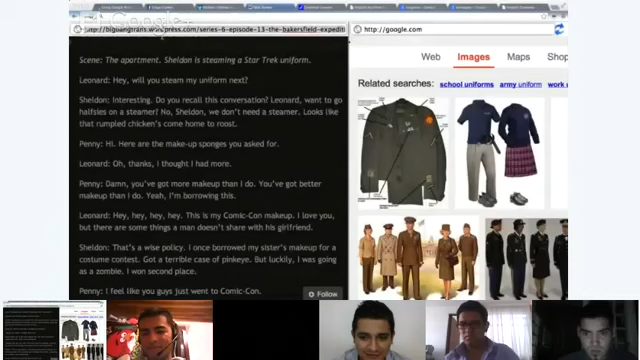 http://bigbangtrans.wordpress.com/series-6-episode-13-the-bakersfield-expediti
http://google.com
Scene: The apartment. Sheldon is steaming a Star Trek uniform.
Leonard: Hey, will you steam my uniform next?
Sheldon: Interesting. Do you recall this conversation? Leonard, want to go
halfsies on a steamer? No, Sheldon, we don't need a steamer. Looks like
that rumpled chicken's come home to roost.
Penny: Hi. Here are the make-up sponges you asked for.
Leonard: Oh, thanks, i thought I had more.
Penny: Damn, you've got more makeup than I do. You've got better
makeup than I do. Yeah, I'm borrowing this.
Leonard: Hey, hey, hey, hey. This is my Comic-Con makeup. I love you,
but there are some things a man doesn't share with his girlfriend.
Sheldon: That's a wise policy. I once borrowed my sister's makeup for a
costume contest. Got a terrible case of pinkeye. But luckily, I was going
as a zombie. I won second place.
Penny: I feel like you guys just went to Comic-Con.
Follow
Web Images Maps Shop
Related searches: school uniforms army uniform work